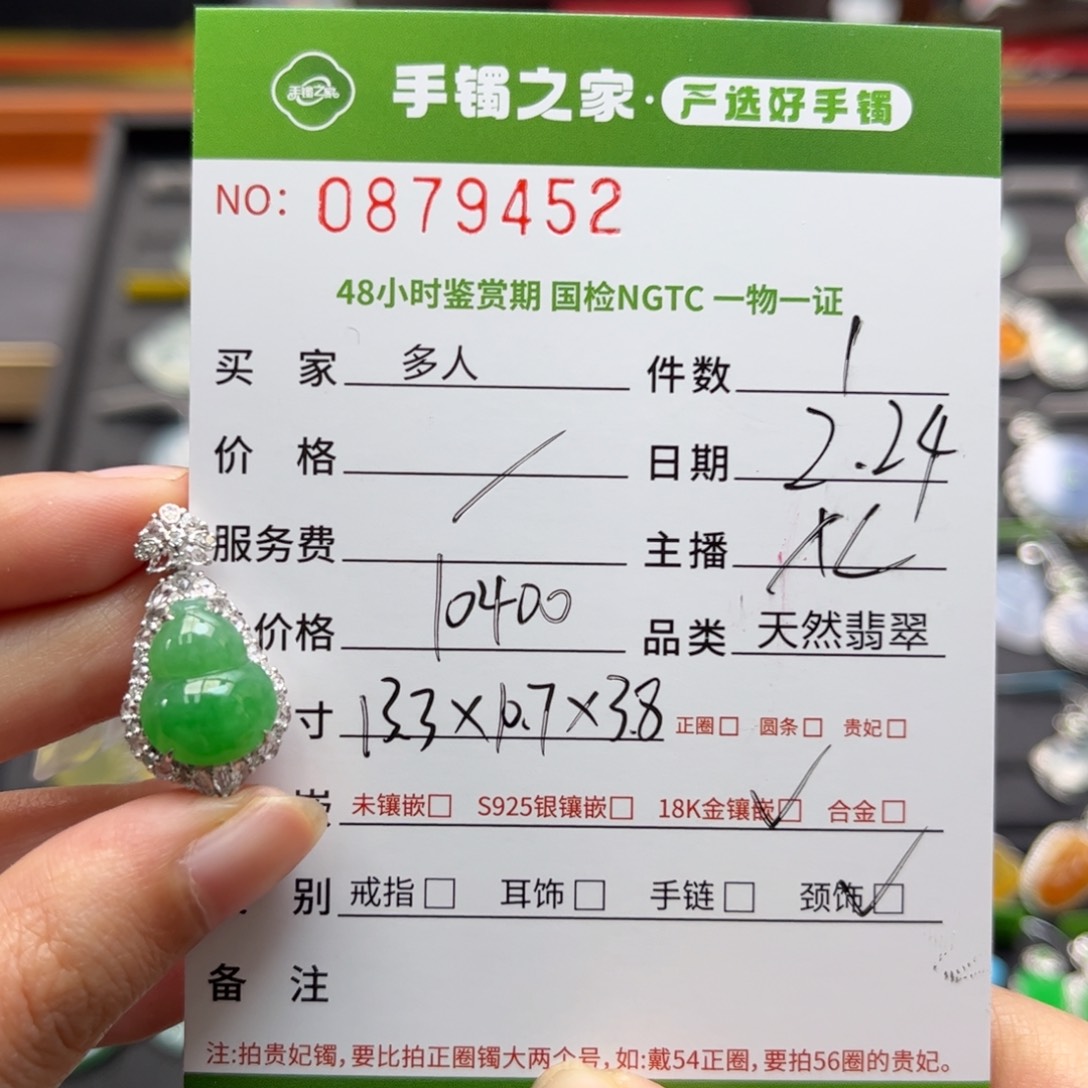 手镯之家 手镯之家·严选好手镯
NO: 0879452
48小时鉴赏期 国检NGTC 一物一证
买 家 多人 件数 1
价 格 / 日期 2.24
服务费 主播 XL
价格 10400 品类 天然翡翠
寸 13.3×10.7×3.8 正圈□ 圆条□ 贵妃□
嵌 未镶嵌□ S925银镶嵌□ 18K金镶嵌☑ 合金□
别 戒指□ 耳饰□ 手链□ 颈饰☑
备 注
注:拍贵妃镯,要比拍正圈镯大两个号,如:戴54正圈,要拍56圈的贵妃。